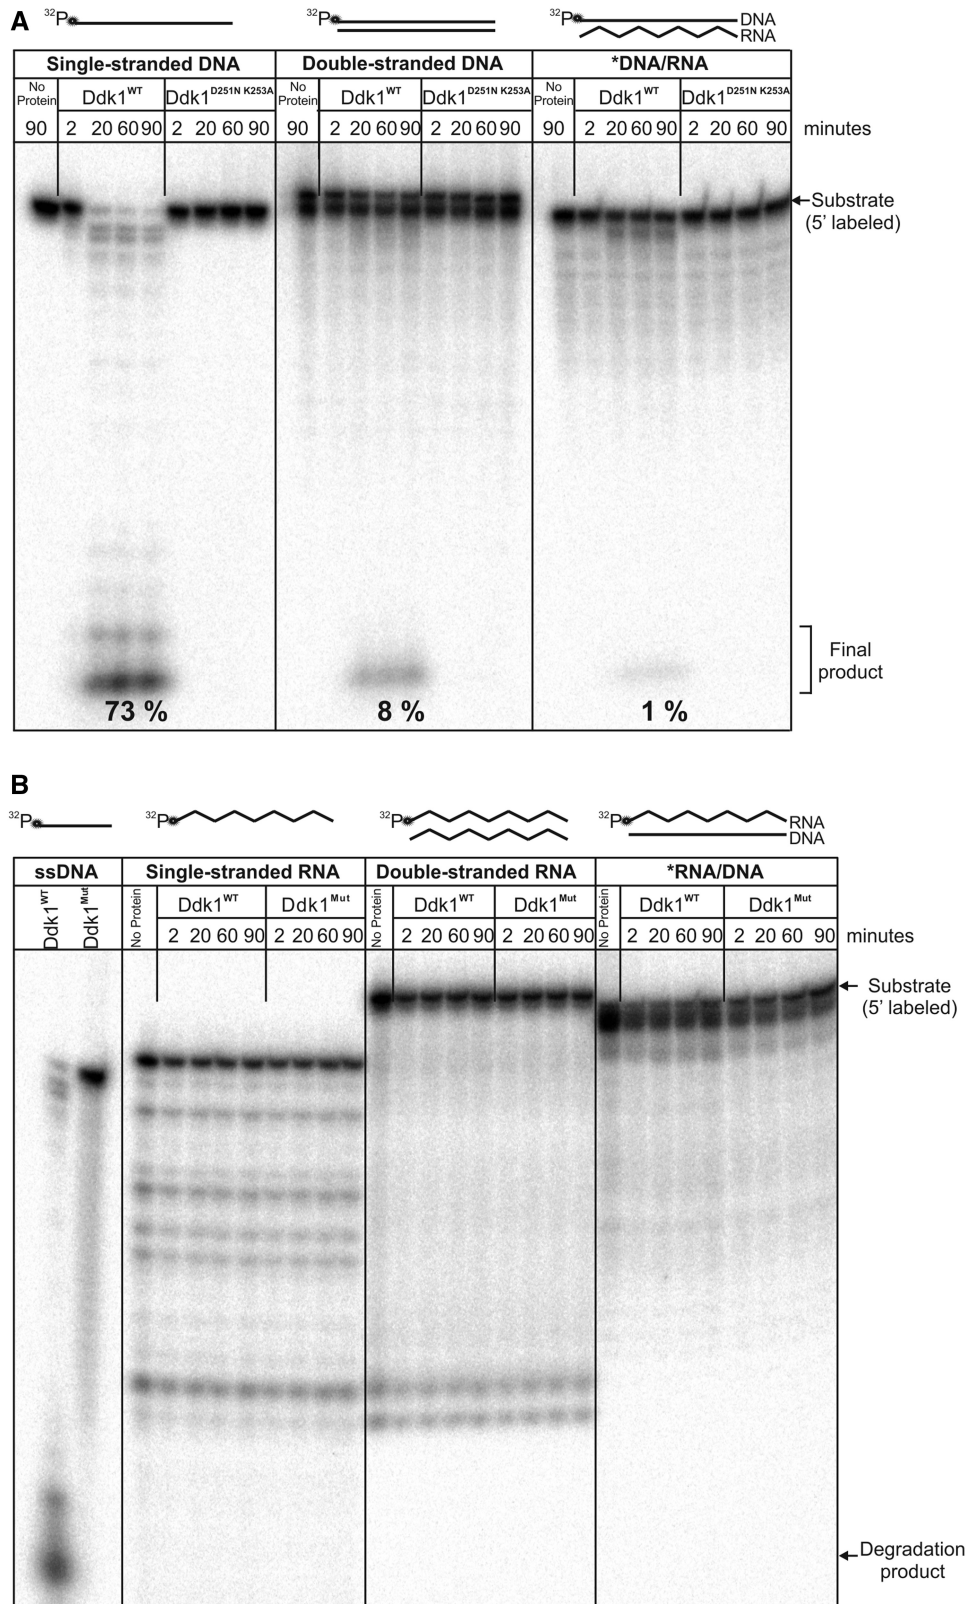 A
32P
32P
32P DNA
RNA
Single-stranded DNA Double-stranded DNA *DNA/RNA
No Protein Ddk1WT Ddk1D251N K253A No Protein Ddk1WT Ddk1D251N K253A No Protein Ddk1WT Ddk1D251N K253A
90 2 20 60 90 2 20 60 90 90 2 20 60 90 2 20 60 90 90 2 20 60 90 2 20 60 90 minutes
Substrate
(5' labeled)
Final
product
73 % 8 % 1 %
B
32P
32P
32P
32P RNA
DNA
ssDNA Single-stranded RNA Double-stranded RNA *RNA/DNA
Ddk1WT Ddk1Mut No Protein Ddk1WT Ddk1Mut No Protein Ddk1WT Ddk1Mut No Protein Ddk1WT Ddk1Mut
2 20 60 90 2 20 60 90 2 20 60 90 2 20 60 90 2 20 60 90 2 20 60 90 minutes
Substrate
(5' labeled)
Degradation
product